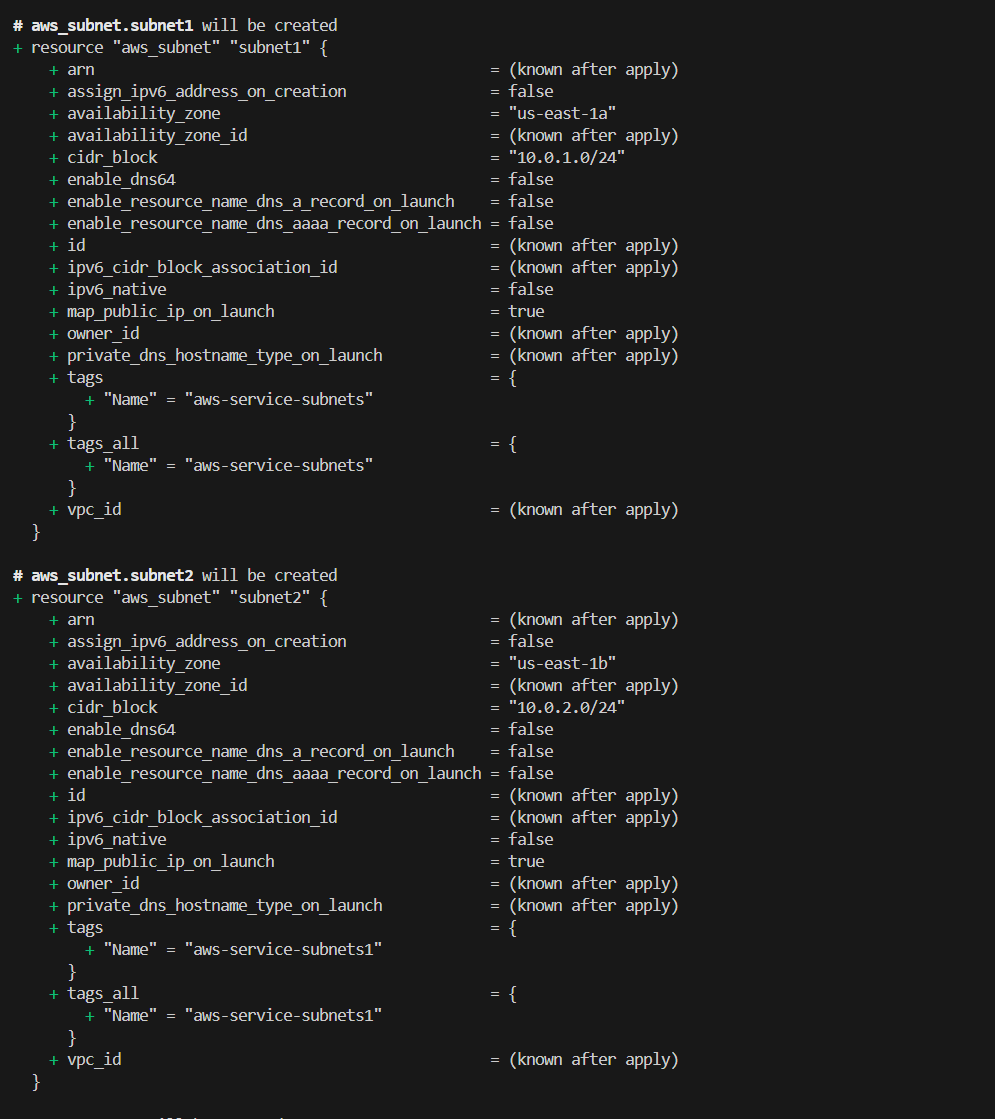 # aws_subnet.subnet1 will be created
+ resource "aws_subnet" "subnet1" {
    + arn                                            = (known after apply)
    + assign_ipv6_address_on_creation                = false
    + availability_zone                              = "us-east-1a"
    + availability_zone_id                           = (known after apply)
    + cidr_block                                     = "10.0.1.0/24"
    + enable_dns64                                   = false
    + enable_resource_name_dns_a_record_on_launch    = false
    + enable_resource_name_dns_aaaa_record_on_launch = false
    + id                                             = (known after apply)
    + ipv6_cidr_block_association_id                 = (known after apply)
    + ipv6_native                                    = false
    + map_public_ip_on_launch                        = true
    + owner_id                                       = (known after apply)
    + private_dns_hostname_type_on_launch            = (known after apply)
    + tags                                           = {
        + "Name" = "aws-service-subnets"
      }
    + tags_all                                       = {
        + "Name" = "aws-service-subnets"
      }
    + vpc_id                                         = (known after apply)
  }
# aws_subnet.subnet2 will be created
+ resource "aws_subnet" "subnet2" {
    + arn                                            = (known after apply)
    + assign_ipv6_address_on_creation                = false
    + availability_zone                              = "us-east-1b"
    + availability_zone_id                           = (known after apply)
    + cidr_block                                     = "10.0.2.0/24"
    + enable_dns64                                   = false
    + enable_resource_name_dns_a_record_on_launch    = false
    + enable_resource_name_dns_aaaa_record_on_launch = false
    + id                                             = (known after apply)
    + ipv6_cidr_block_association_id                 = (known after apply)
    + ipv6_native                                    = false
    + map_public_ip_on_launch                        = true
    + owner_id                                       = (known after apply)
    + private_dns_hostname_type_on_launch            = (known after apply)
    + tags                                           = {
        + "Name" = "aws-service-subnets1"
      }
    + tags_all                                       = {
        + "Name" = "aws-service-subnets1"
      }
    + vpc_id                                         = (known after apply)
  }